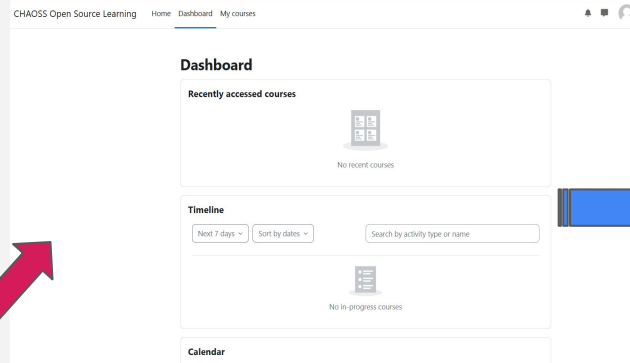 CHAOSS Open Source Learning Home Dashboard My courses
Dashboard
Recently accessed courses
No recent courses
Timeline
Next 7 days Sort by dates Search by activity type or name
No in-progress courses
Calendar